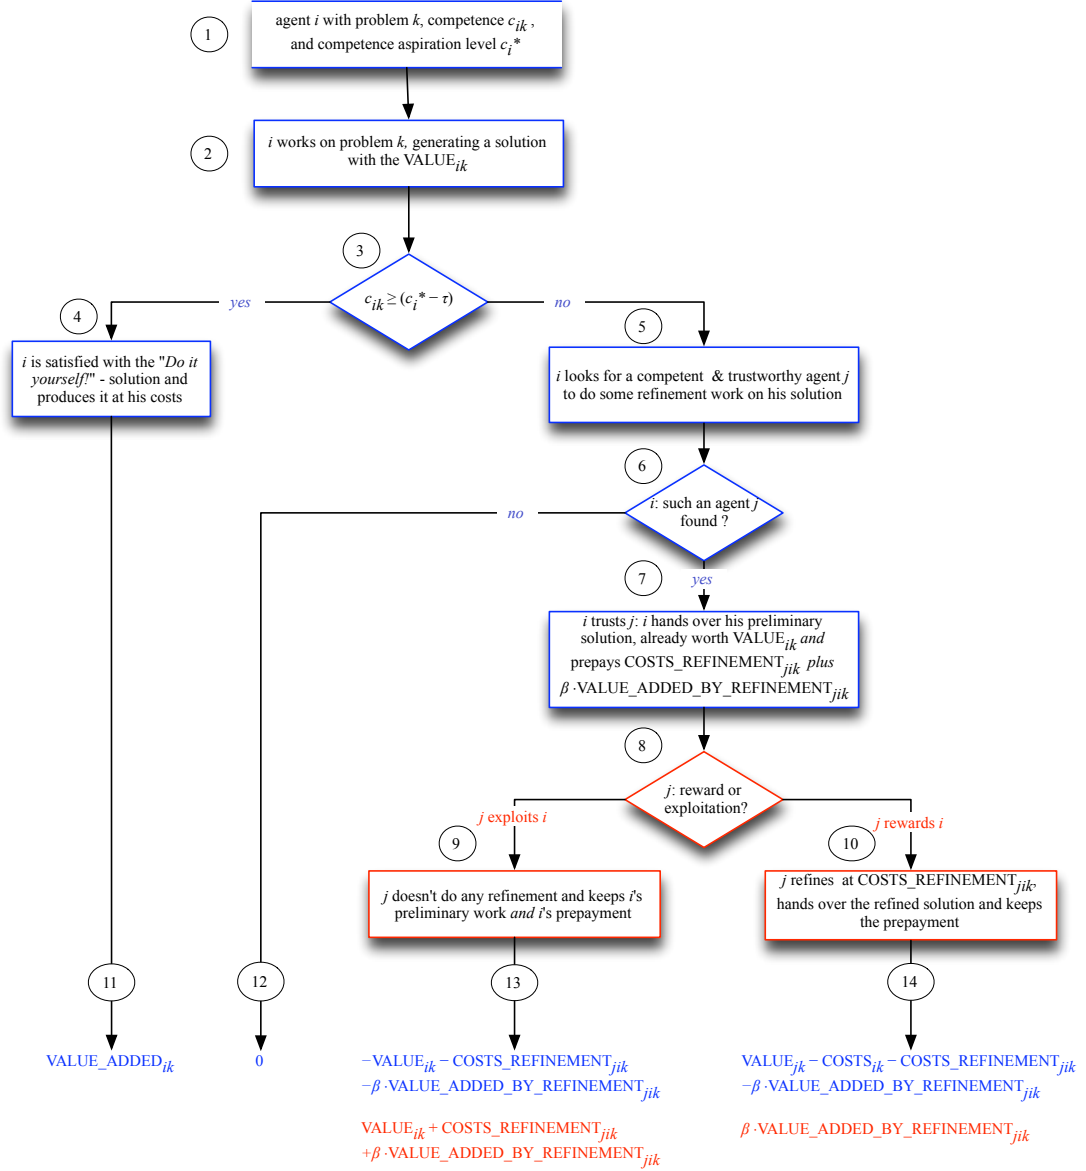 1
agent i with problem k, competence c_ik ,
and competence aspiration level c_i*
2
i works on problem k, generating a solution
with the VALUE_ik
3
c_ik ≥ (c_i* − τ)
yes
no
4
i is satisfied with the "Do it
yourself!" - solution and
produces it at his costs
5
i looks for a competent & trustworthy agent j
to do some refinement work on his solution
6
i: such an agent j
found ?
no
7
yes
i trusts j: i hands over his preliminary
solution, already worth VALUE_ik and
prepays COSTS_REFINEMENT_jik plus
β ·VALUE_ADDED_BY_REFINEMENT_jik
8
j: reward or
exploitation?
j exploits i
j rewards i
9
j doesn't do any refinement and keeps i's
preliminary work and i's prepayment
10
j refines at COSTS_REFINEMENT_jik,
hands over the refined solution and keeps
the prepayment
11
12
13
14
VALUE_ADDED_ik
0
−VALUE_ik − COSTS_REFINEMENT_jik
−β ·VALUE_ADDED_BY_REFINEMENT_jik
VALUE_ik + COSTS_REFINEMENT_jik
+β ·VALUE_ADDED_BY_REFINEMENT_jik
VALUE_jk − COSTS_ik − COSTS_REFINEMENT_jik
−β ·VALUE_ADDED_BY_REFINEMENT_jik
β ·VALUE_ADDED_BY_REFINEMENT_jik